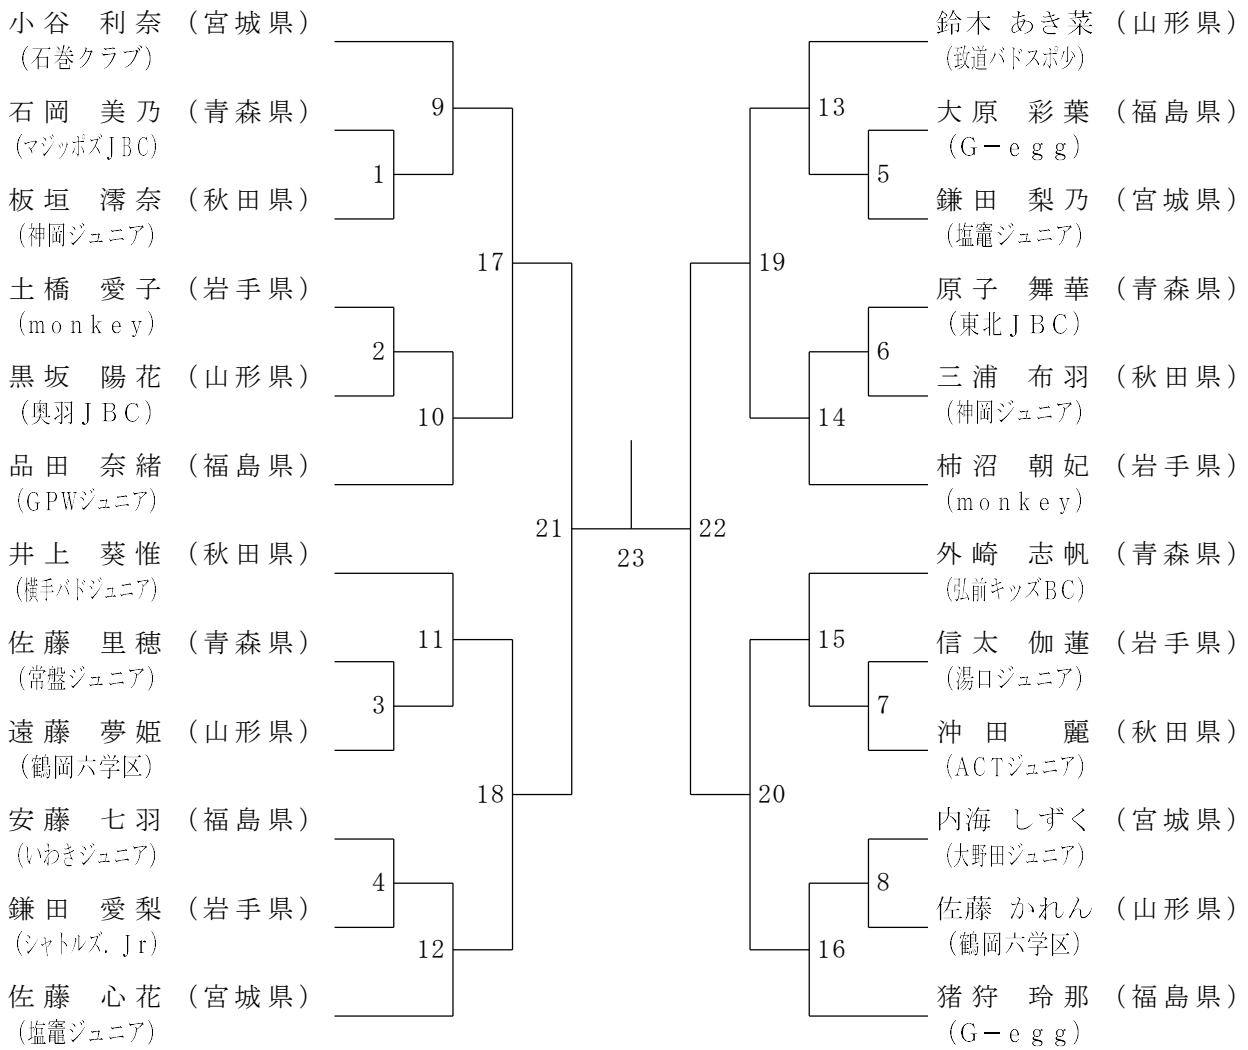 小谷 利奈 (宮城県)
(石巻クラブ)
石岡 美乃 (青森県)
(マジッポズJBC)
板垣 澪奈 (秋田県)
(神岡ジュニア)
土橋 愛子 (岩手県)
(monkey)
黒坂 陽花 (山形県)
(奥羽JBC)
品田 奈緒 (福島県)
(GPWジュニア)
井上 葵惟 (秋田県)
(横手バドジュニア)
佐藤 里穂 (青森県)
(常盤ジュニア)
遠藤 夢姫 (山形県)
(鶴岡六学区)
安藤 七羽 (福島県)
(いわきジュニア)
鎌田 愛梨 (岩手県)
(シャトルズ.Jr)
佐藤 心花 (宮城県)
(塩竈ジュニア)
1
2
3
4
9
10
11
12
17
18
21
23
22
19
20
13
14
15
16
5
6
7
8
鈴木 あき菜 (山形県)
(致道バドスポ少)
大原 彩葉 (福島県)
(G－egg)
鎌田 梨乃 (宮城県)
(塩竈ジュニア)
原子 舞華 (青森県)
(東北JBC)
三浦 布羽 (秋田県)
(神岡ジュニア)
柿沼 朝妃 (岩手県)
(monkey)
外崎 志帆 (青森県)
(弘前キッズBC)
信太 伽蓮 (岩手県)
(湯口ジュニア)
沖田 麗 (秋田県)
(ACTジュニア)
内海 しずく (宮城県)
(大野田ジュニア)
佐藤 かれん (山形県)
(鶴岡六学区)
猪狩 玲那 (福島県)
(G－egg)